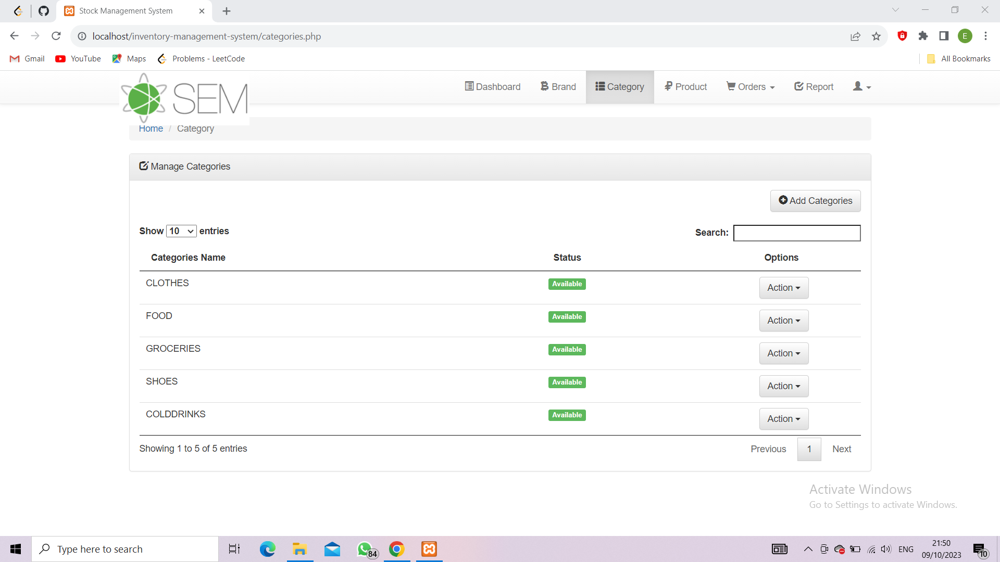 Stock Management System
localhost/inventory-management-system/categories.php
E
Gmail YouTube Maps Problems - LeetCode All Bookmarks
SEM
Dashboard Brand Category Product Orders Report
Home / Category
Manage Categories
Add Categories
Show 10 entries Search:
Categories Name Status Options
CLOTHES Available Action
FOOD Available Action
GROCERIES Available Action
SHOES Available Action
COLDDRINKS Available Action
Showing 1 to 5 of 5 entries Previous 1 Next
Activate Windows
Go to Settings to activate Windows.
Type here to search
84
ENG
21:50
09/10/2023
10